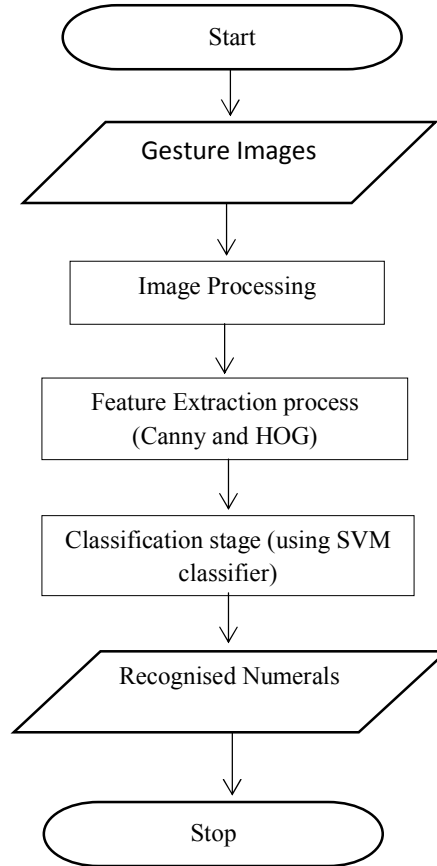 Start
Gesture Images
Image Processing
Feature Extraction process
(Canny and HOG)
Classification stage (using SVM
classifier)
Recognised Numerals
Stop